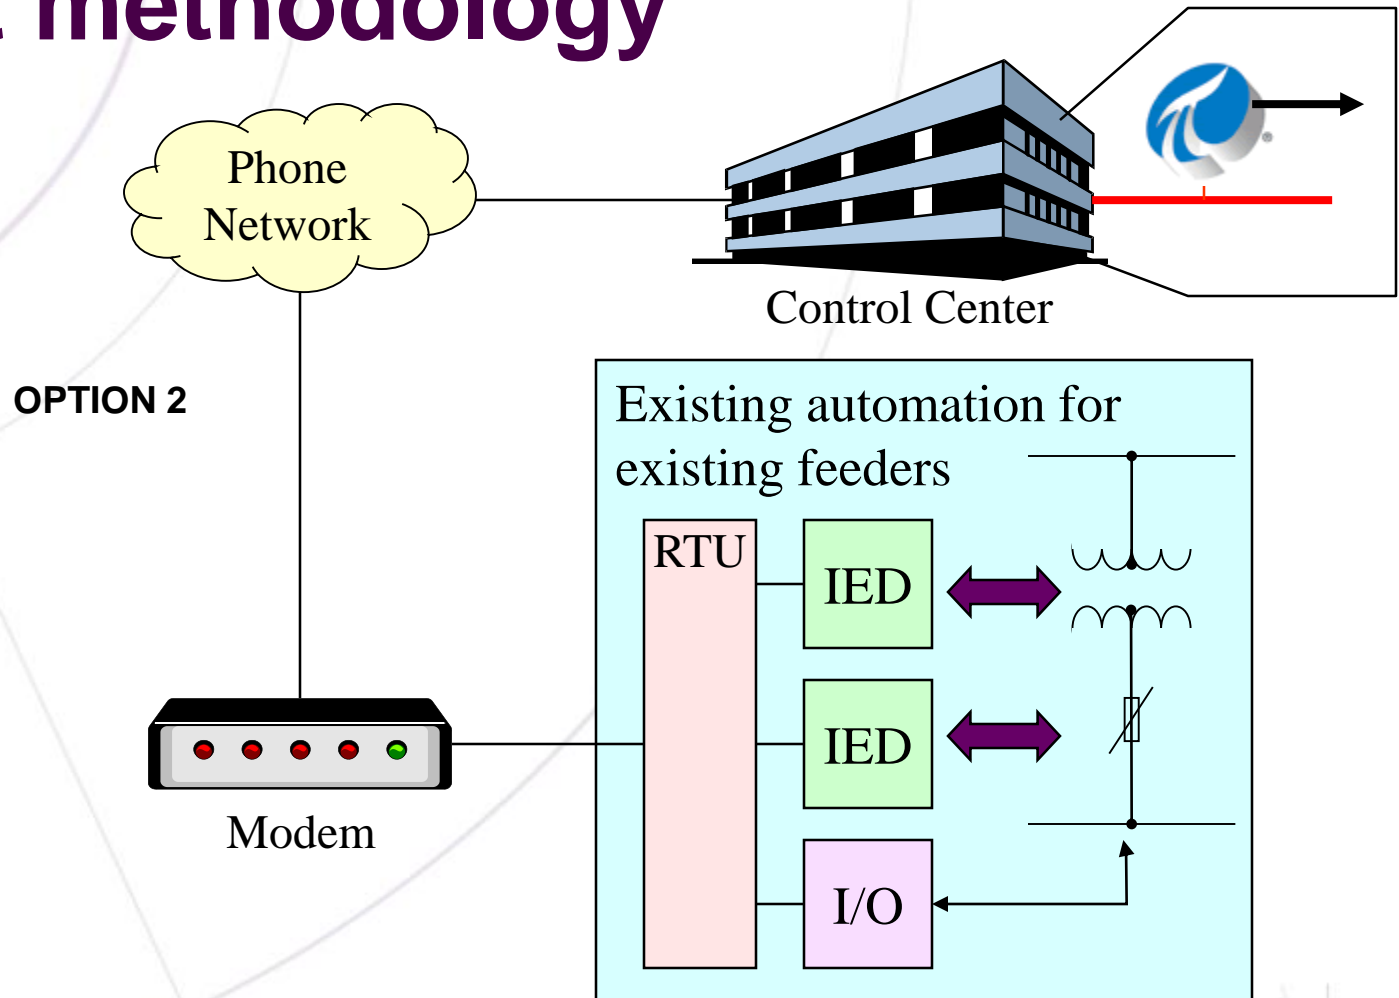 methodology
Phone
Network
Control Center
OPTION 2
Existing automation for
existing feeders
RTU
IED
IED
I/O
Modem
®